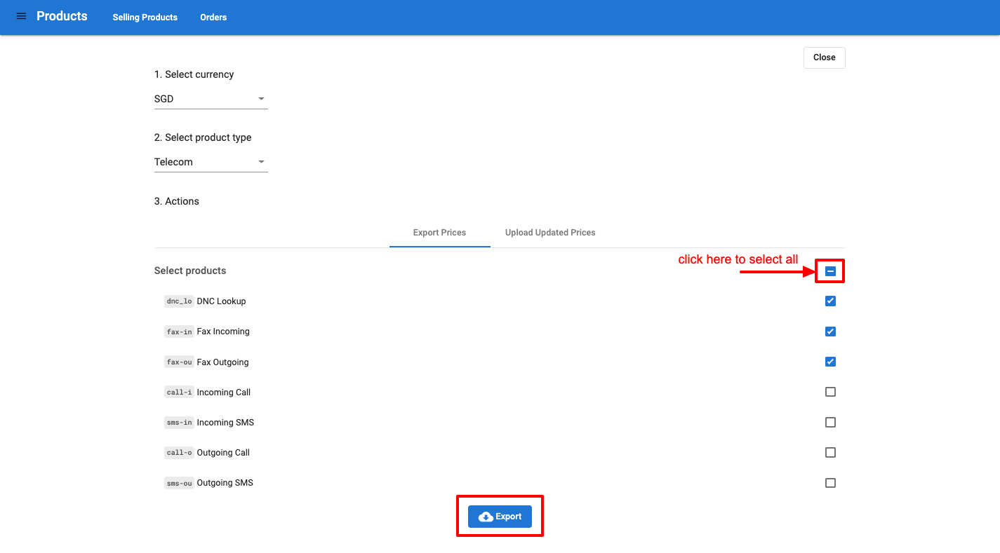 Products Selling Products Orders
Close
1. Select currency
SGD
2. Select product type
Telecom
3. Actions
Export Prices Upload Updated Prices
click here to select all
Select products
dnc_lo DNC Lookup
fax-in Fax Incoming
fax-ou Fax Outgoing
call-i Incoming Call
sms-in Incoming SMS
call-o Outgoing Call
sms-ou Outgoing SMS
Export